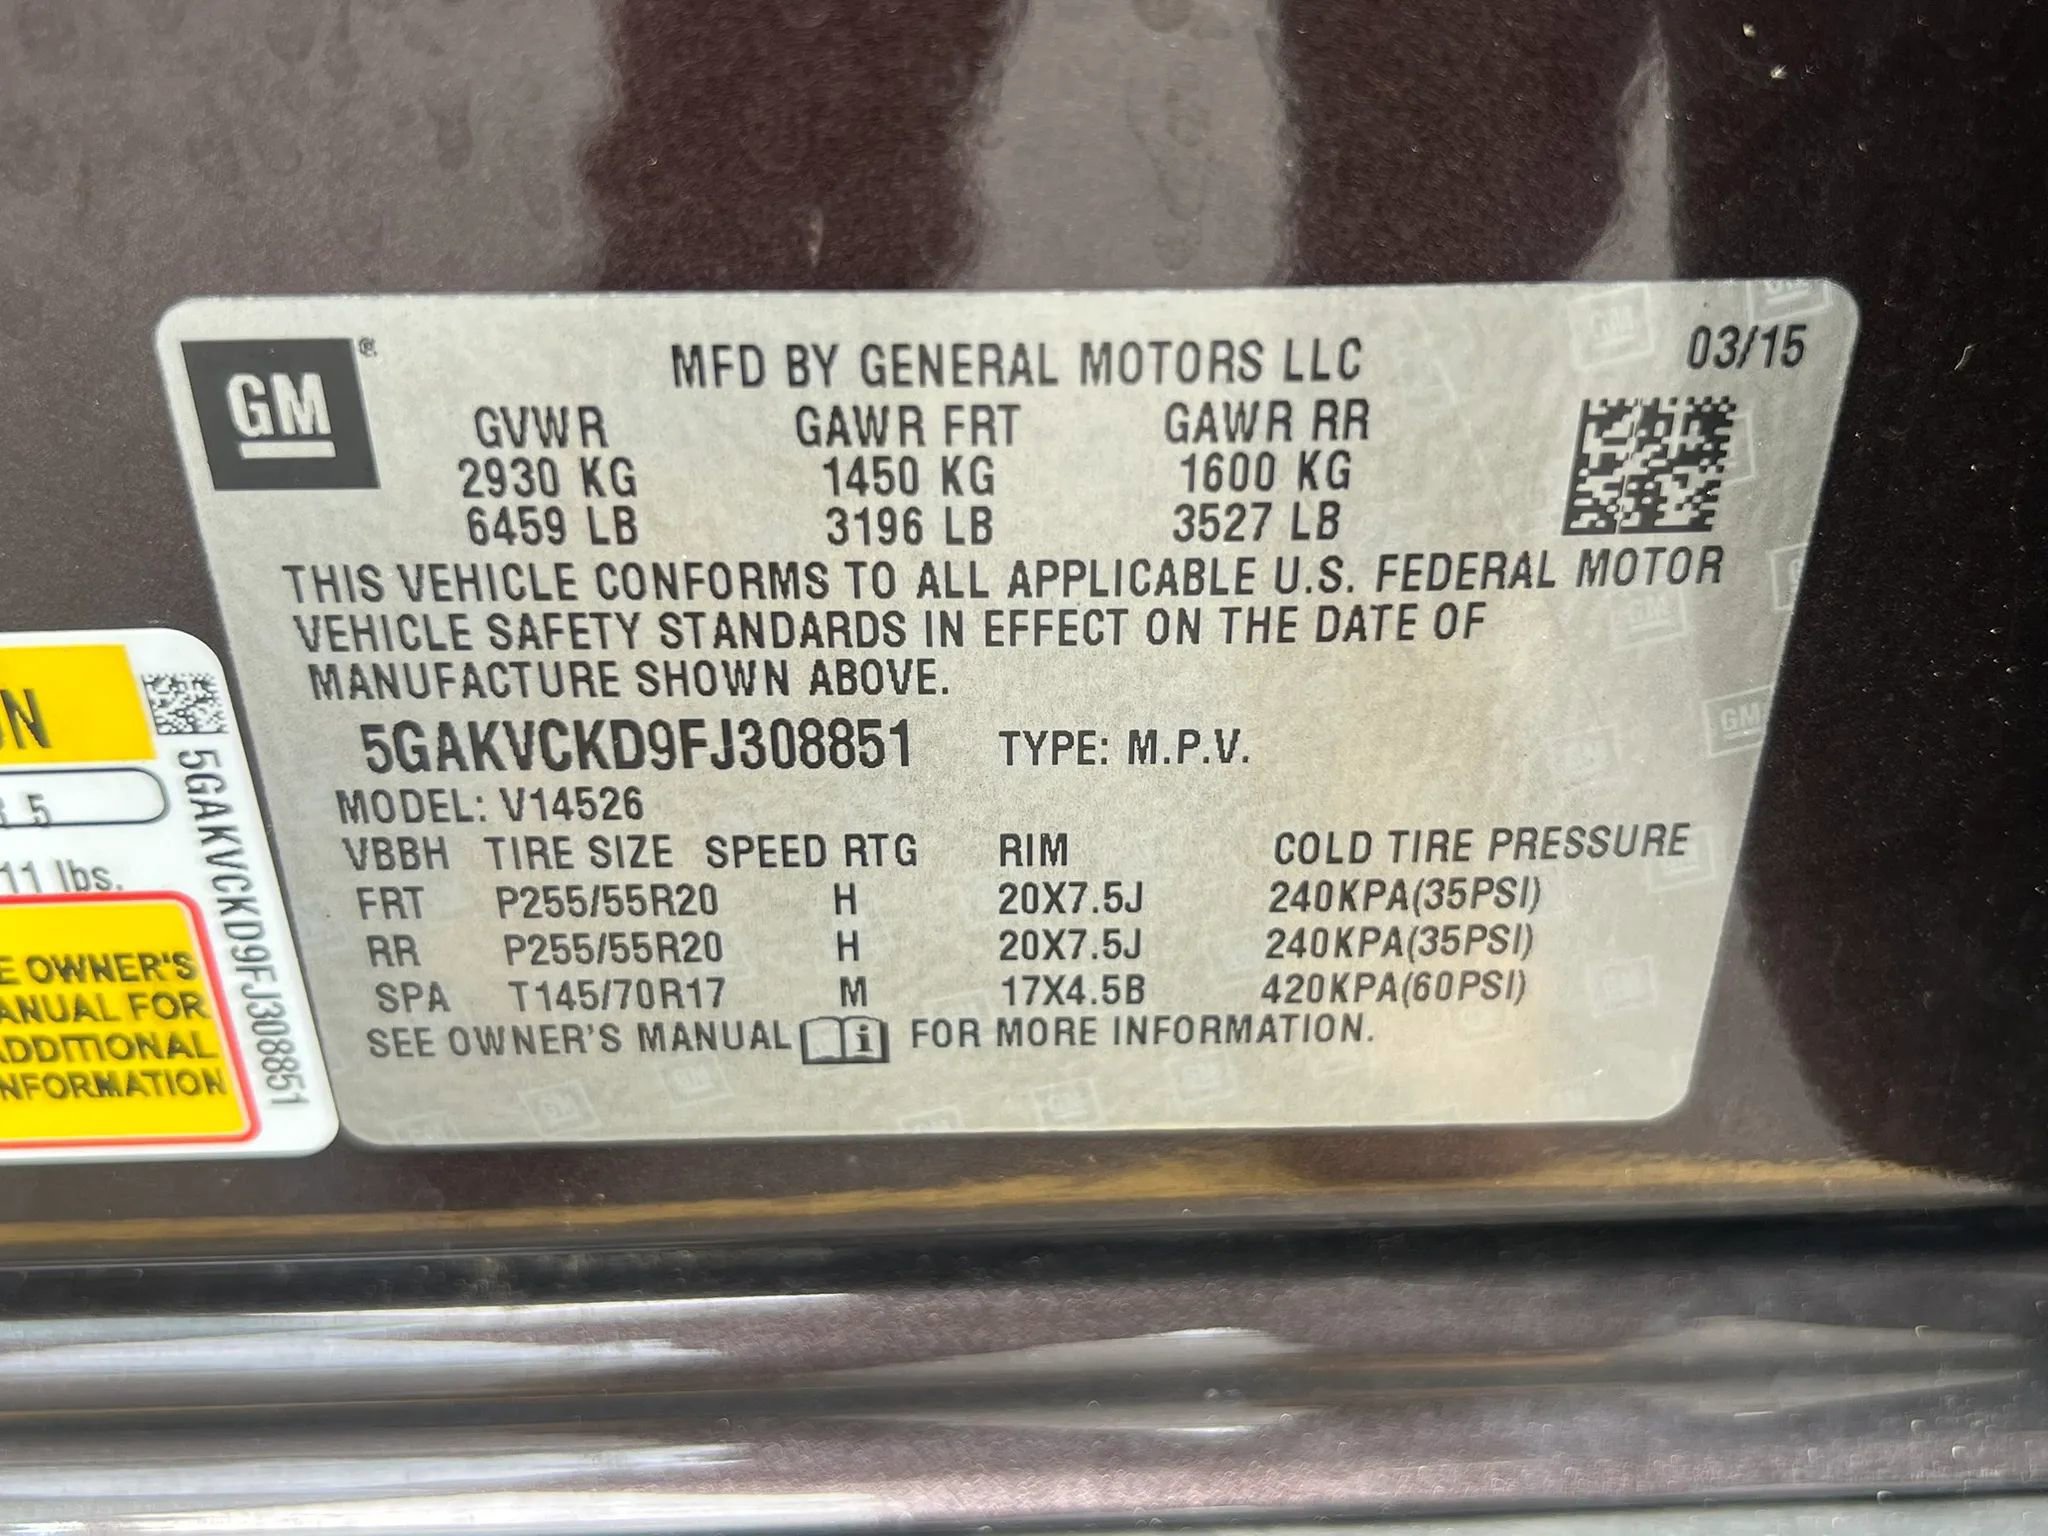 GM
®
MFD BY GENERAL MOTORS LLC
03/15
GVWR GAWR FRT GAWR RR
2930 KG 1450 KG 1600 KG
6459 LB 3196 LB 3527 LB
THIS VEHICLE CONFORMS TO ALL APPLICABLE U.S. FEDERAL MOTOR
VEHICLE SAFETY STANDARDS IN EFFECT ON THE DATE OF
MANUFACTURE SHOWN ABOVE.
5GAKVCKD9FJ308851 TYPE: M.P.V.
MODEL: V14526
VBBH TIRE SIZE SPEED RTG RIM COLD TIRE PRESSURE
FRT P255/55R20 H 20X7.5J 240KPA(35PSI)
RR P255/55R20 H 20X7.5J 240KPA(35PSI)
SPA T145/70R17 M 17X4.5B 420KPA(60PSI)
SEE OWNER'S MANUAL i FOR MORE INFORMATION.
5
11 lbs.
OWNER'S
FOR
5GAKVCKD9FJ308851